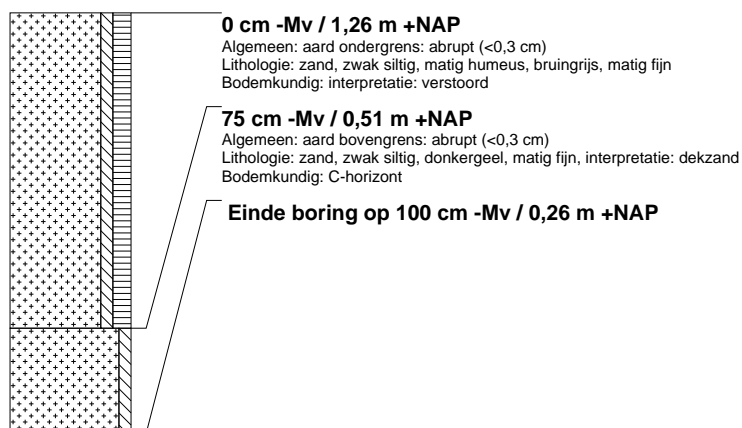 0 cm -Mv / 1,26 m +NAP
Algemeen: aard ondergrens: abrupt (<0,3 cm)
Lithologie: zand, zwak siltig, matig humeus, bruingrijs, matig fijn
Bodemkundig: interpretatie: verstoord
75 cm -Mv / 0,51 m +NAP
Algemeen: aard bovengrens: abrupt (<0,3 cm)
Lithologie: zand, zwak siltig, donkergeel, matig fijn, interpretatie: dekzand
Bodemkundig: C-horizont
Einde boring op 100 cm -Mv / 0,26 m +NAP